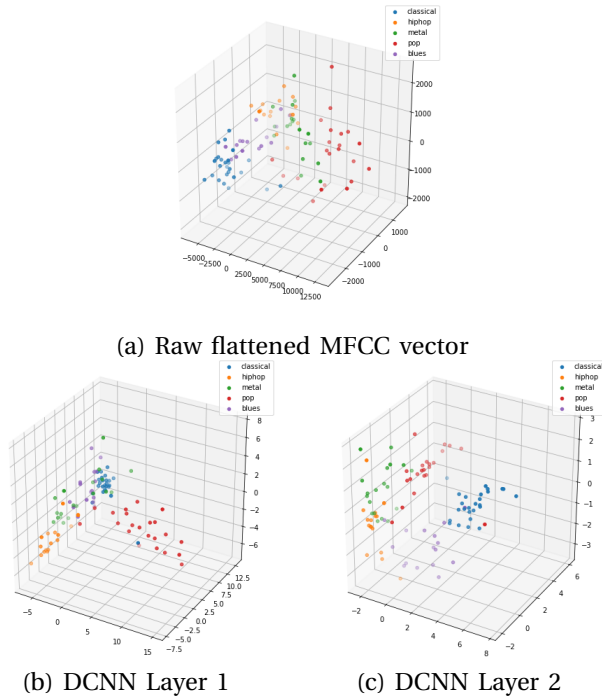 classical
hiphop
metal
pop
blues
2000
1000
0
−1000
−2000
1000
0
−1000
−2000
−5000 −2500 0 2500 5000 7500 10000 12500
(a) Raw flattened MFCC vector
classical
hiphop
metal
pop
blues
8
6
4
2
0
−2
−4
−6
12.5
10.0
7.5
5.0
2.5
0.0
−2.5
−5.0
−7.5
−5 0 5 10 15
(b) DCNN Layer 1
classical
hiphop
metal
pop
blues
3
2
1
0
−1
−2
−3
6
4
2
0
−2
−2 0 2 4 6 8
(c) DCNN Layer 2